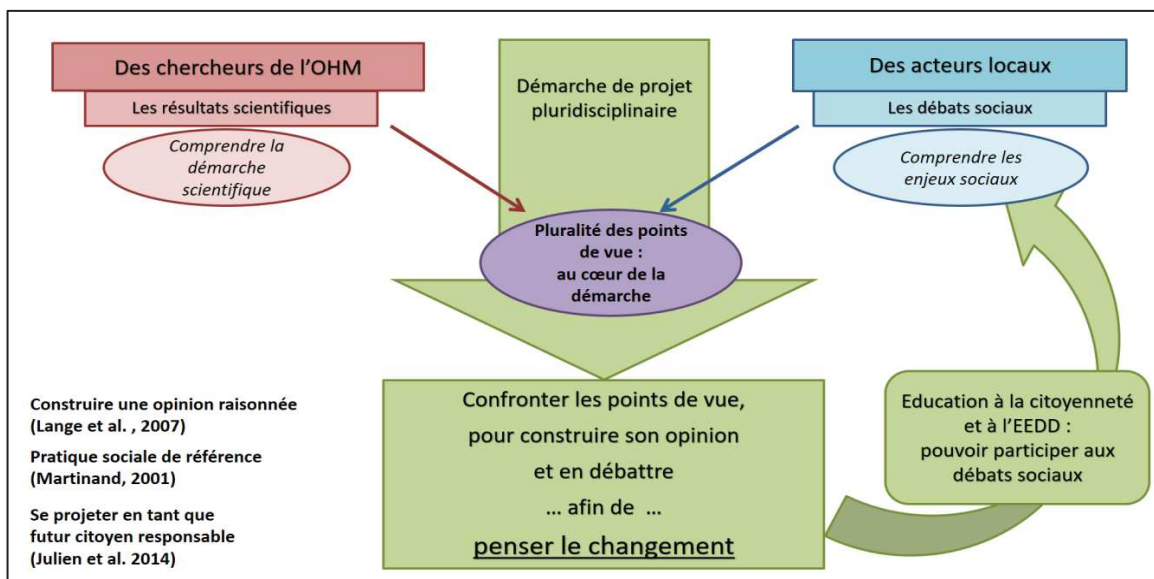 Des chercheurs de l'OHM
Les résultats scientifiques
Comprendre la
démarche
scientifique
Démarche de projet
pluridisciplinaire
Des acteurs locaux
Les débats sociaux
Comprendre les
enjeux sociaux
Pluralité des points
de vue :
au cœur de la
démarche
Construire une opinion raisonnée
(Lange et al. , 2007)
Pratique sociale de référence
(Martinand, 2001)
Se projeter en tant que
futur citoyen responsable
(Julien et al. 2014)
Confronter les points de vue,
pour construire son opinion
et en débattre
... afin de ...
penser le changement
Education à la citoyenneté
et à l'EEDD :
pouvoir participer aux
débats sociaux